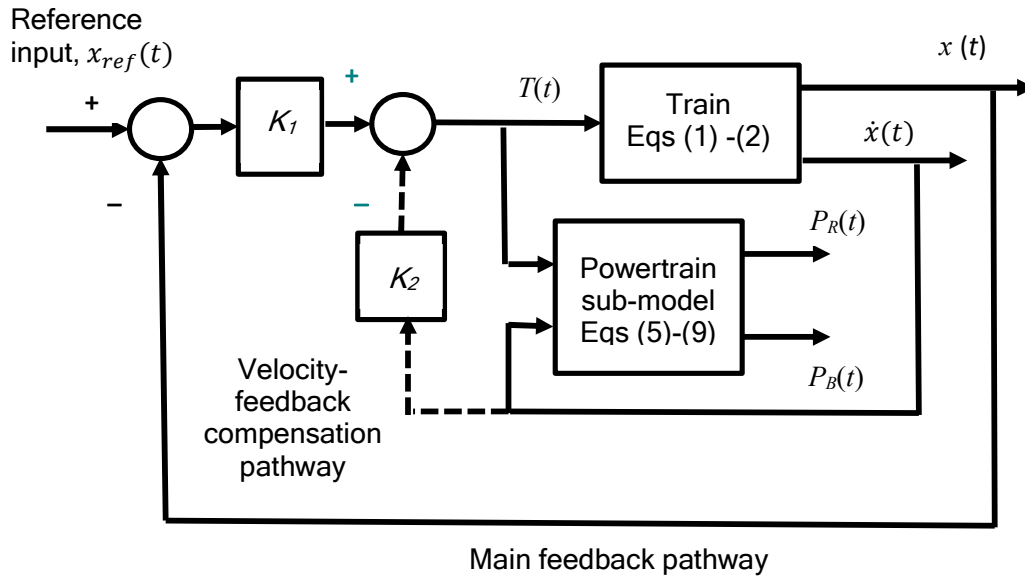 Reference
input, x_ref(t)
+
−
K₁
+
−
T(t)
Train
Eqs (1) -(2)
x (t)
ẋ(t)
K₂
Powertrain
sub-model
Eqs (5)-(9)
P_R(t)
P_B(t)
Velocity-
feedback
compensation
pathway
Main feedback pathway